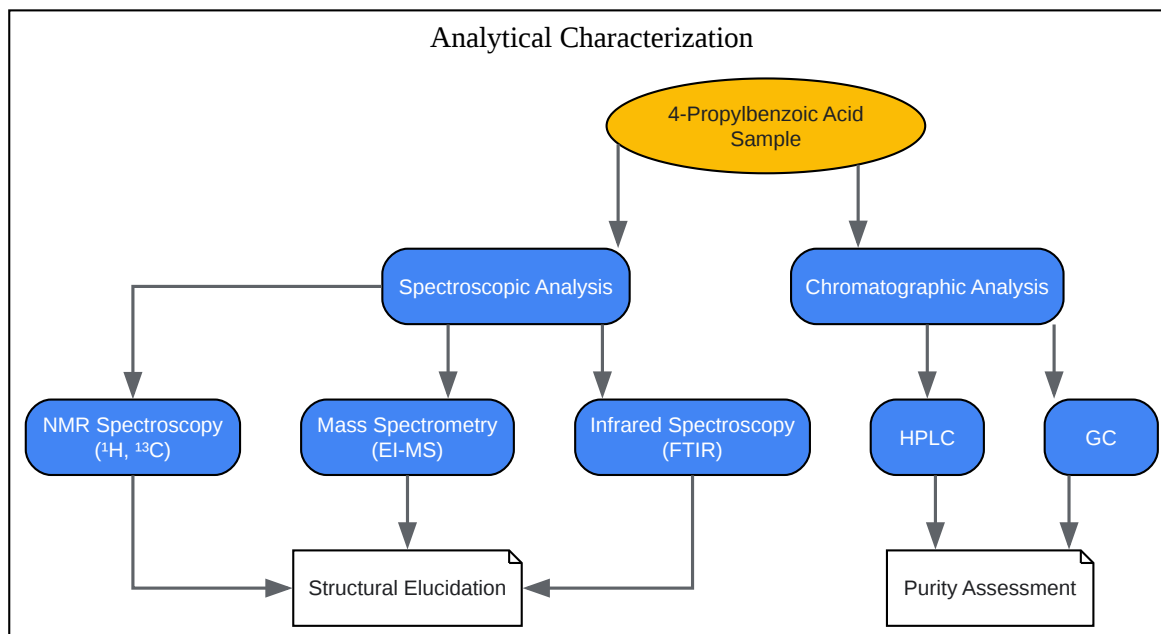 Analytical Characterization
4-Propylbenzoic Acid
Sample
Spectroscopic Analysis
Chromatographic Analysis
NMR Spectroscopy
(¹H, ¹³C)
Mass Spectrometry
(EI-MS)
Infrared Spectroscopy
(FTIR)
HPLC
GC
Structural Elucidation
Purity Assessment